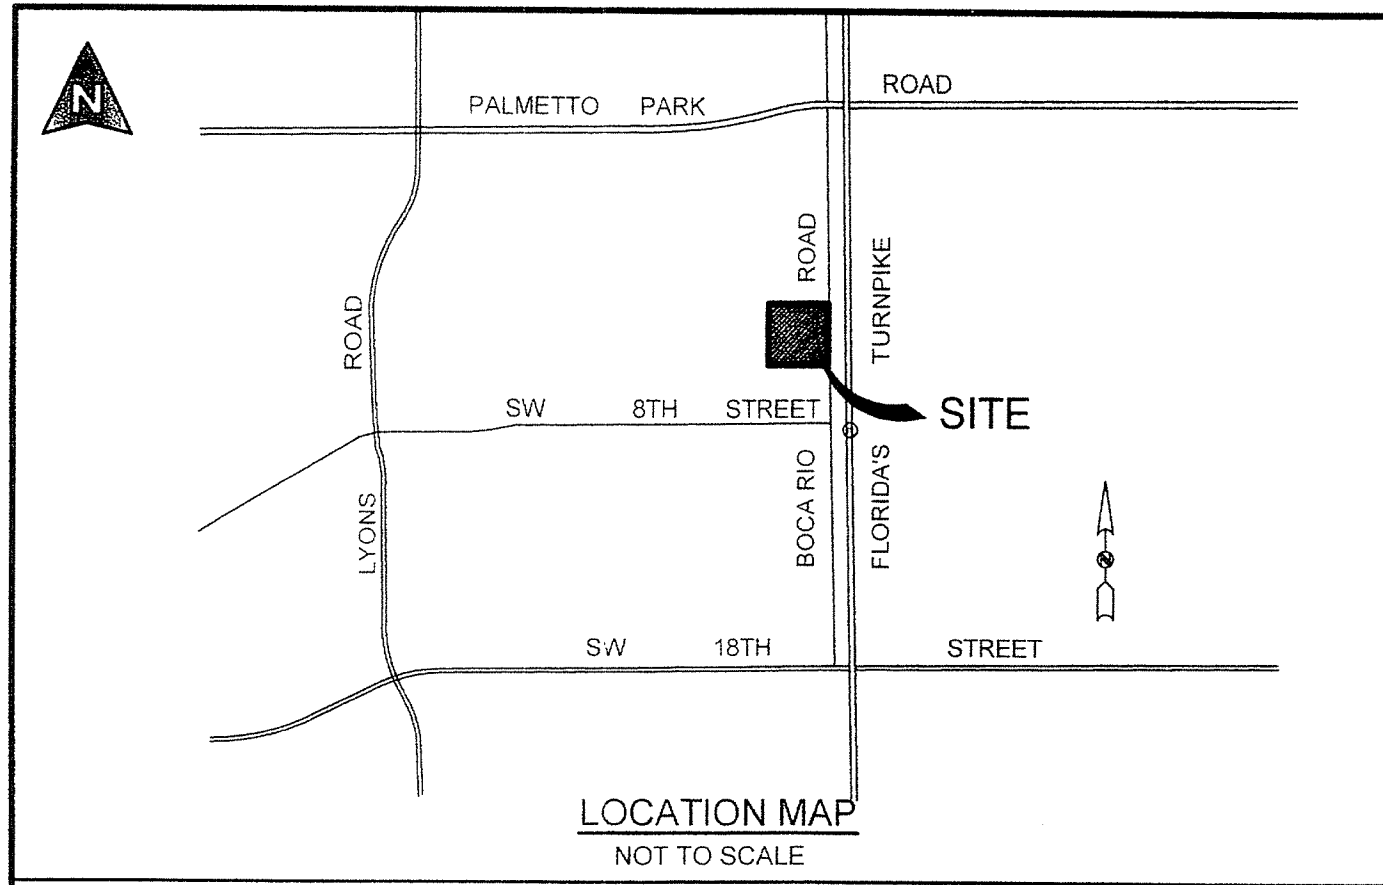 N
ROAD
PALMETTO PARK
ROAD
TURNPIKE
ROAD
SITE
SW 8TH STREET
BOCA RIO
FLORIDA'S
LYONS
SW 18TH STREET
LOCATION MAP
NOT TO SCALE